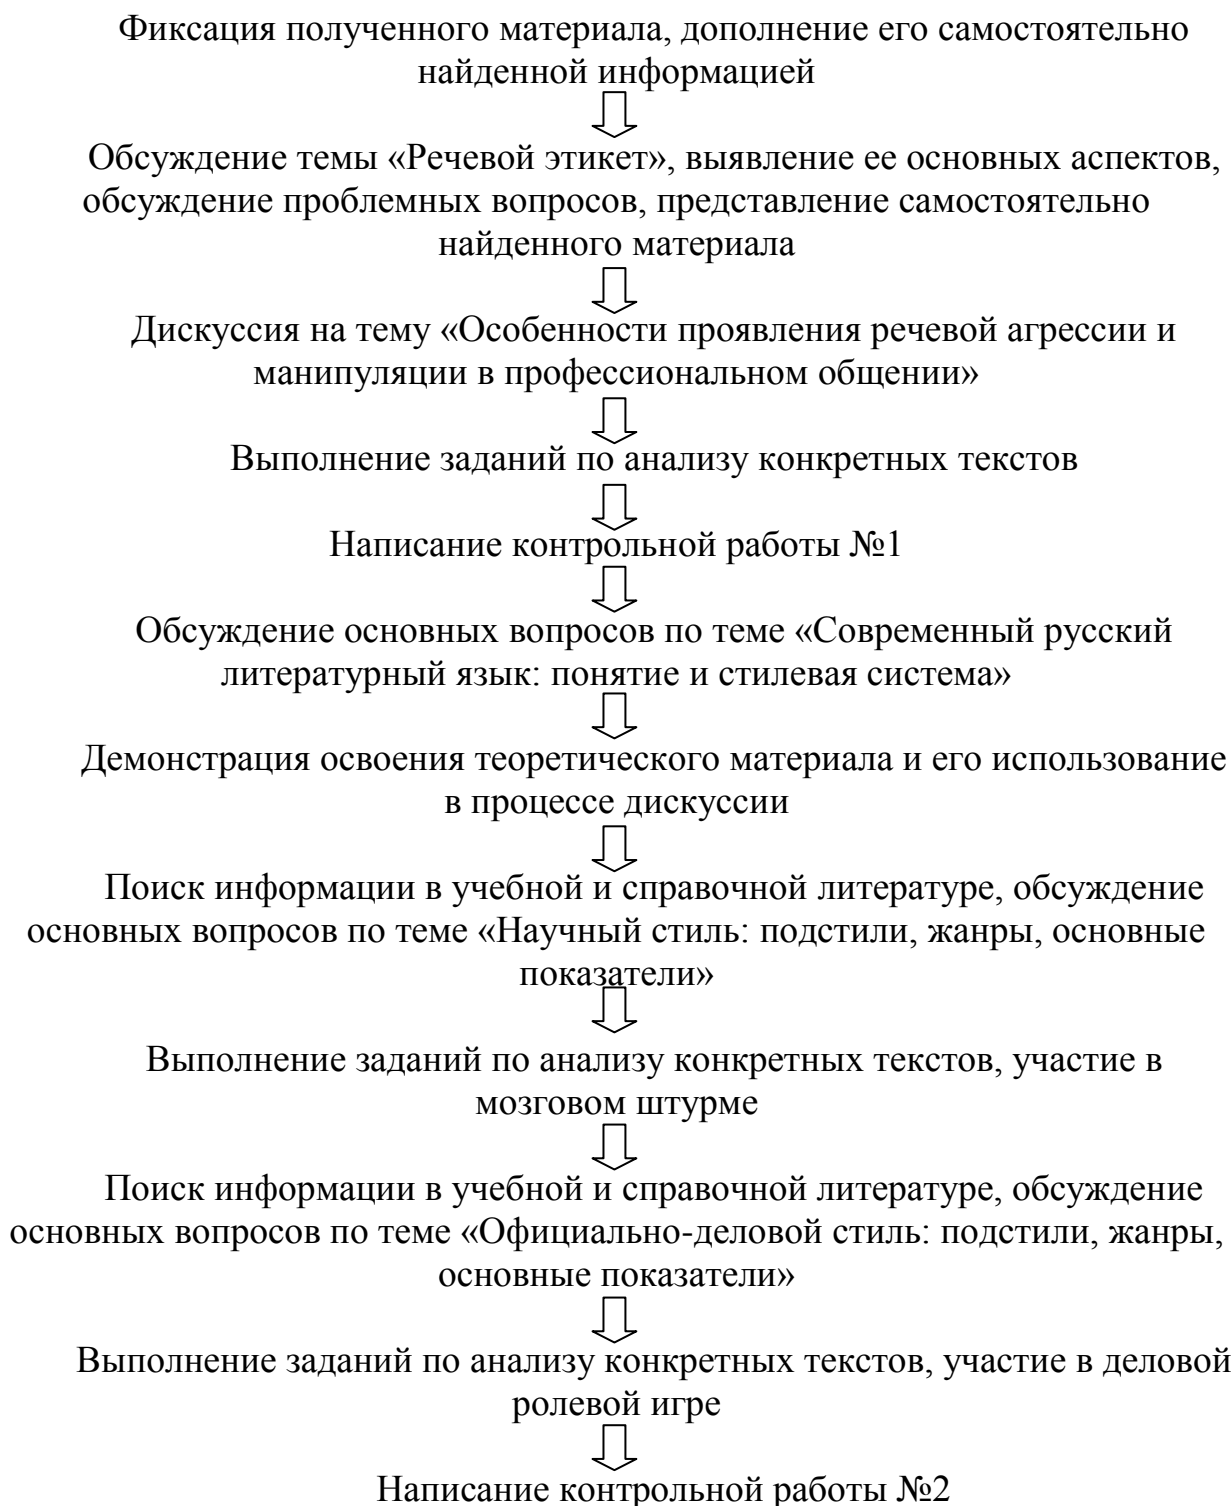 Фиксация полученного материала, дополнение его самостоятельно
найденной информацией
Обсуждение темы «Речевой этикет», выявление ее основных аспектов,
обсуждение проблемных вопросов, представление самостоятельно
найденного материала
Дискуссия на тему «Особенности проявления речевой агрессии и
манипуляции в профессиональном общении»
Выполнение заданий по анализу конкретных текстов
Написание контрольной работы №1
Обсуждение основных вопросов по теме «Современный русский
литературный язык: понятие и стилевая система»
Демонстрация освоения теоретического материала и его использование
в процессе дискуссии
Поиск информации в учебной и справочной литературе, обсуждение
основных вопросов по теме «Научный стиль: подстили, жанры, основные
показатели»
Выполнение заданий по анализу конкретных текстов, участие в
мозговом штурме
Поиск информации в учебной и справочной литературе, обсуждение
основных вопросов по теме «Официально-деловой стиль: подстили, жанры,
основные показатели»
Выполнение заданий по анализу конкретных текстов, участие в деловой
ролевой игре
Написание контрольной работы №2